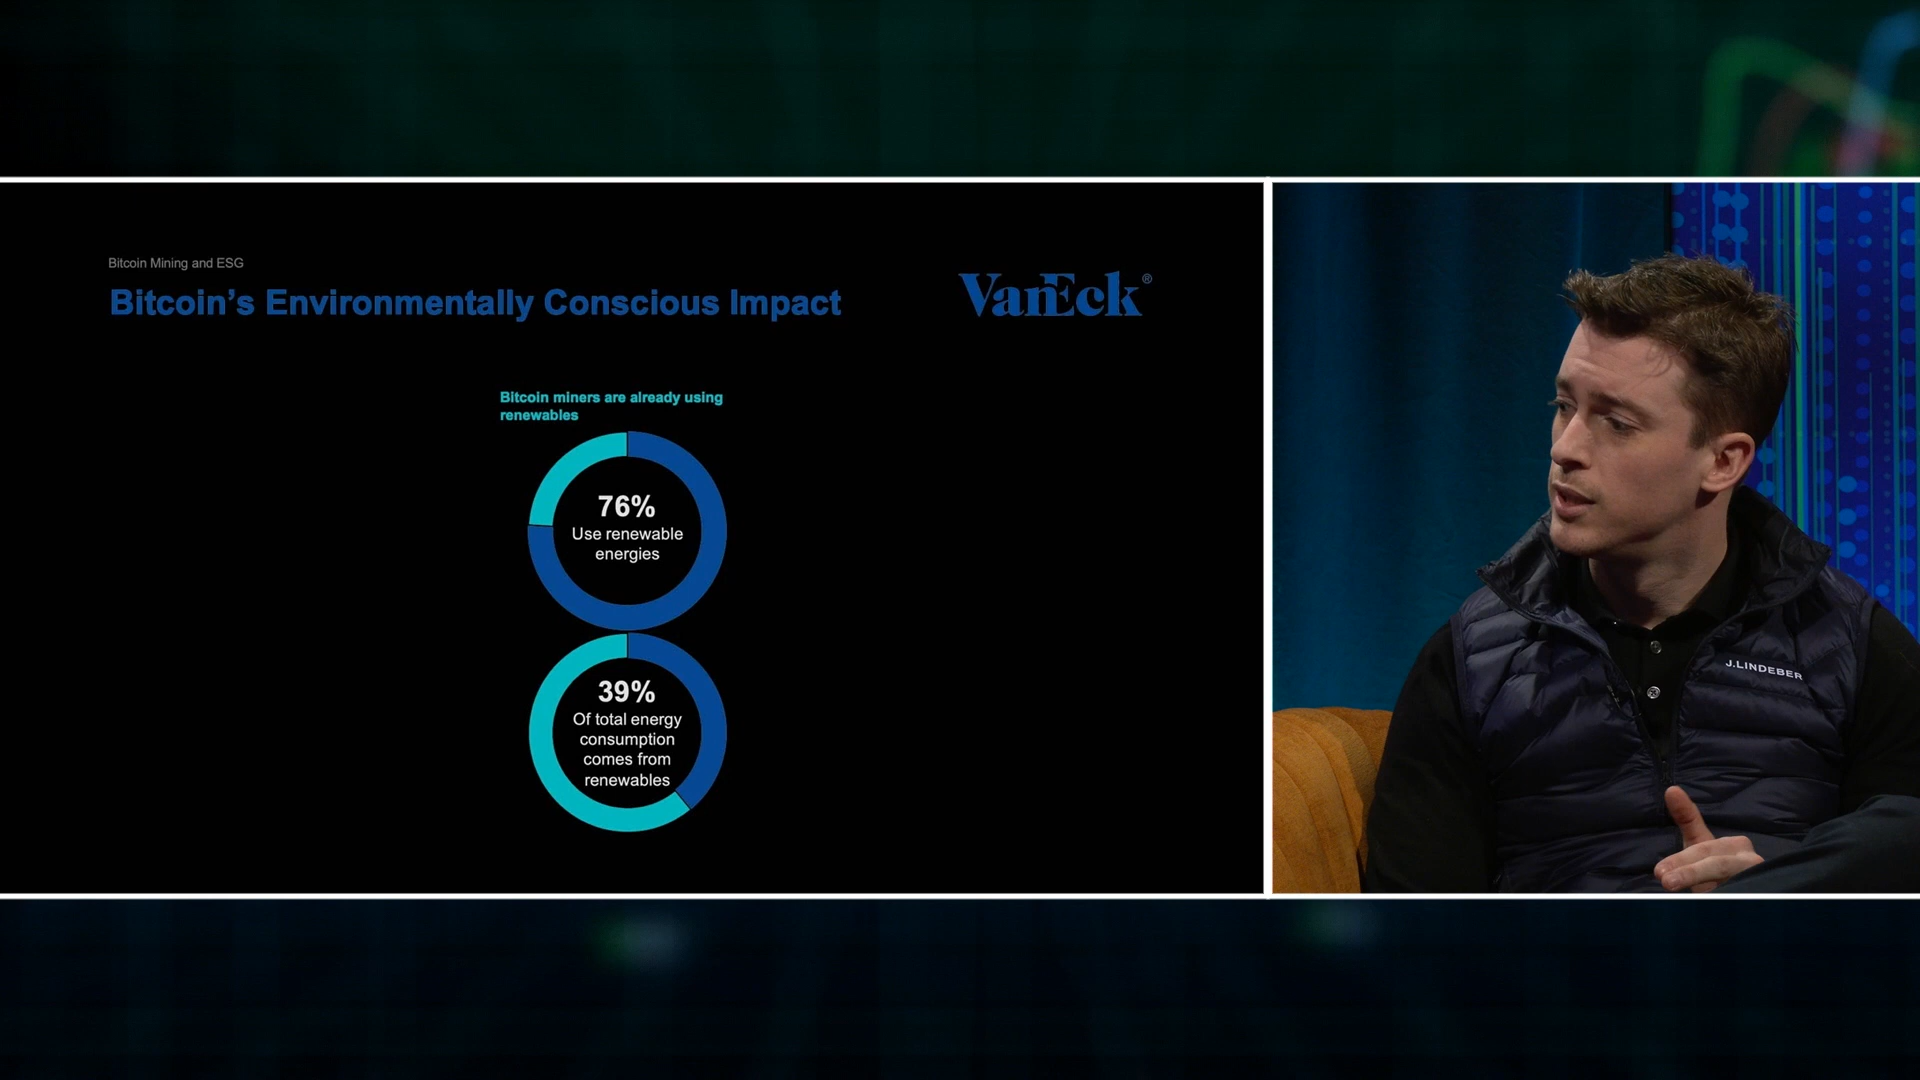 Bitcoin Mining and ESG
Bitcoin's Environmentally Conscious Impact
VanEck®
Bitcoin miners are already using
renewables
76%
Use renewable
energies
39%
Of total energy
consumption
comes from
renewables
J.LINDEBER